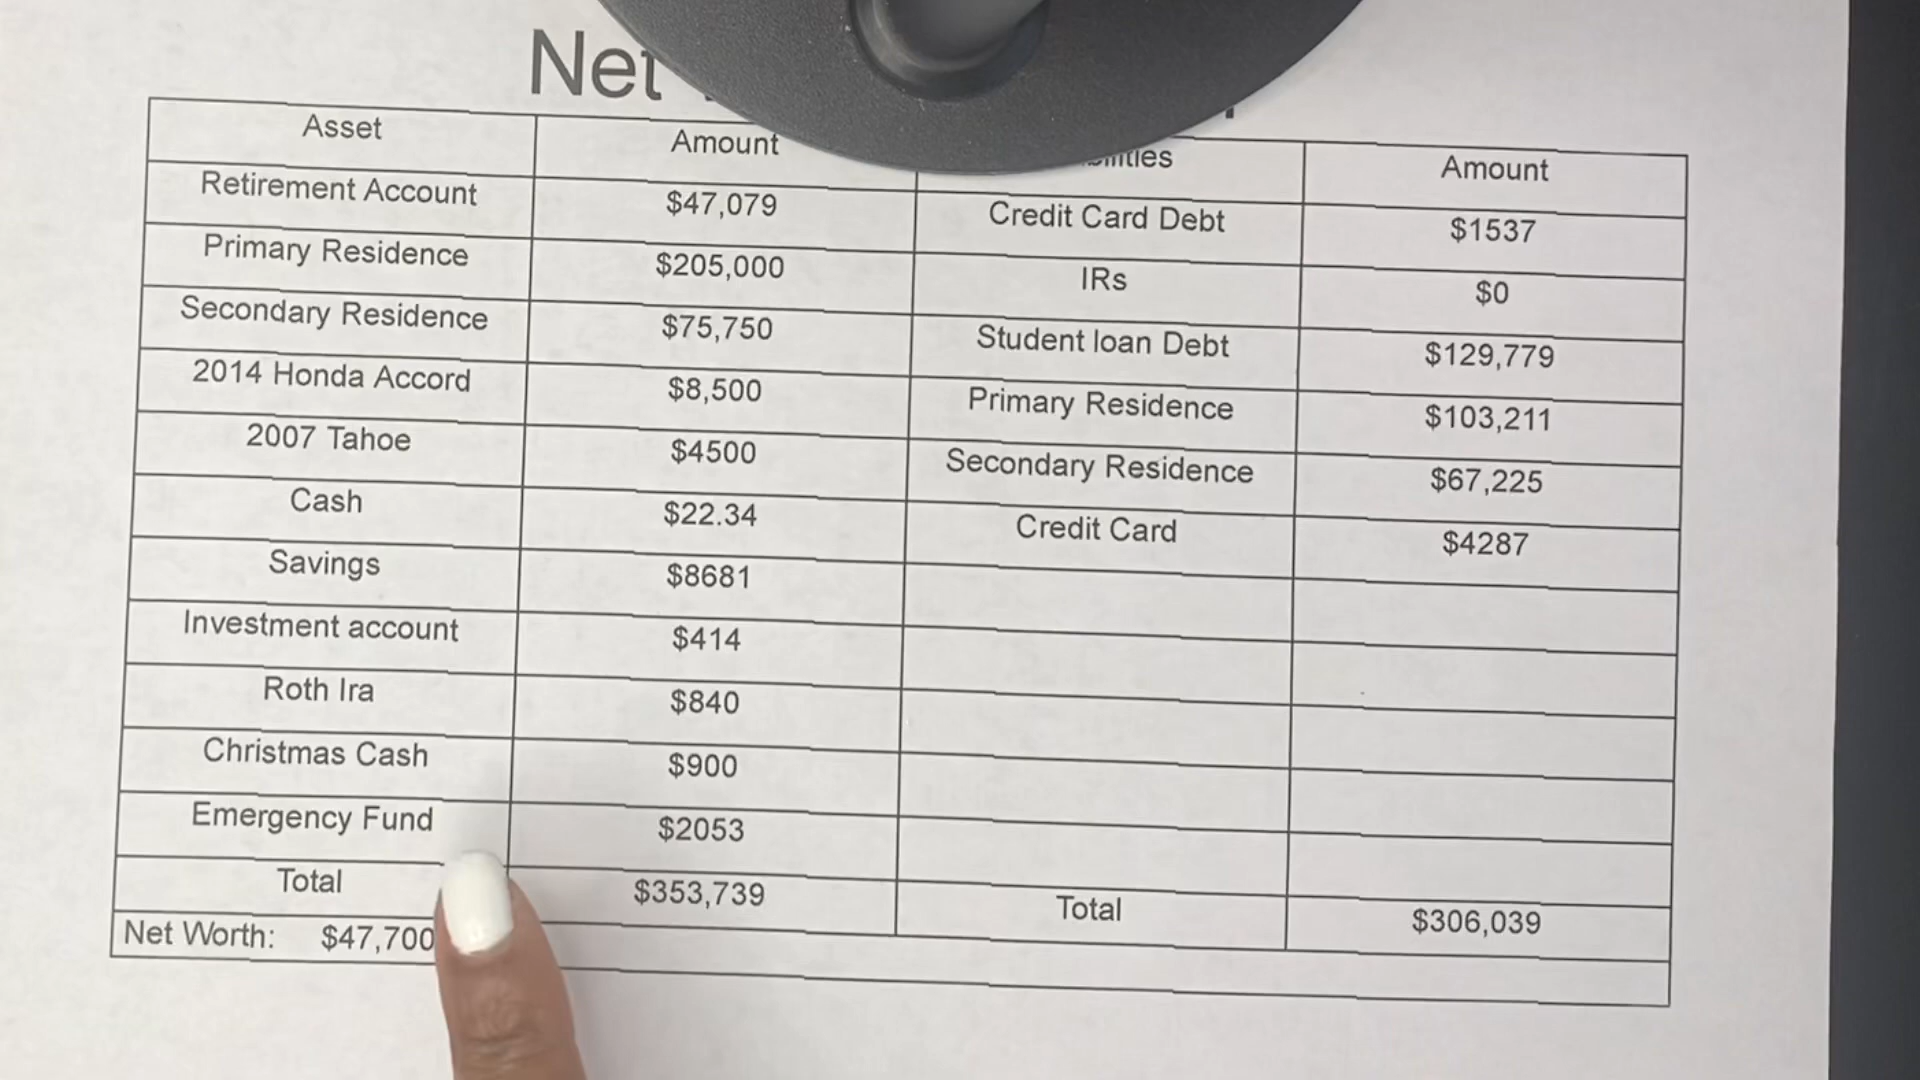 Net
Asset Amount Amount
Retirement Account $47,079 Credit Card Debt $1537
Primary Residence $205,000 IRs $0
Secondary Residence $75,750 Student loan Debt $129,779
2014 Honda Accord $8,500 Primary Residence $103,211
2007 Tahoe $4500 Secondary Residence $67,225
Cash $22.34 Credit Card $4287
Savings $8681
Investment account $414
Roth Ira $840
Christmas Cash $900
Emergency Fund $2053
Total $353,739 Total $306,039
Net Worth: $47,700